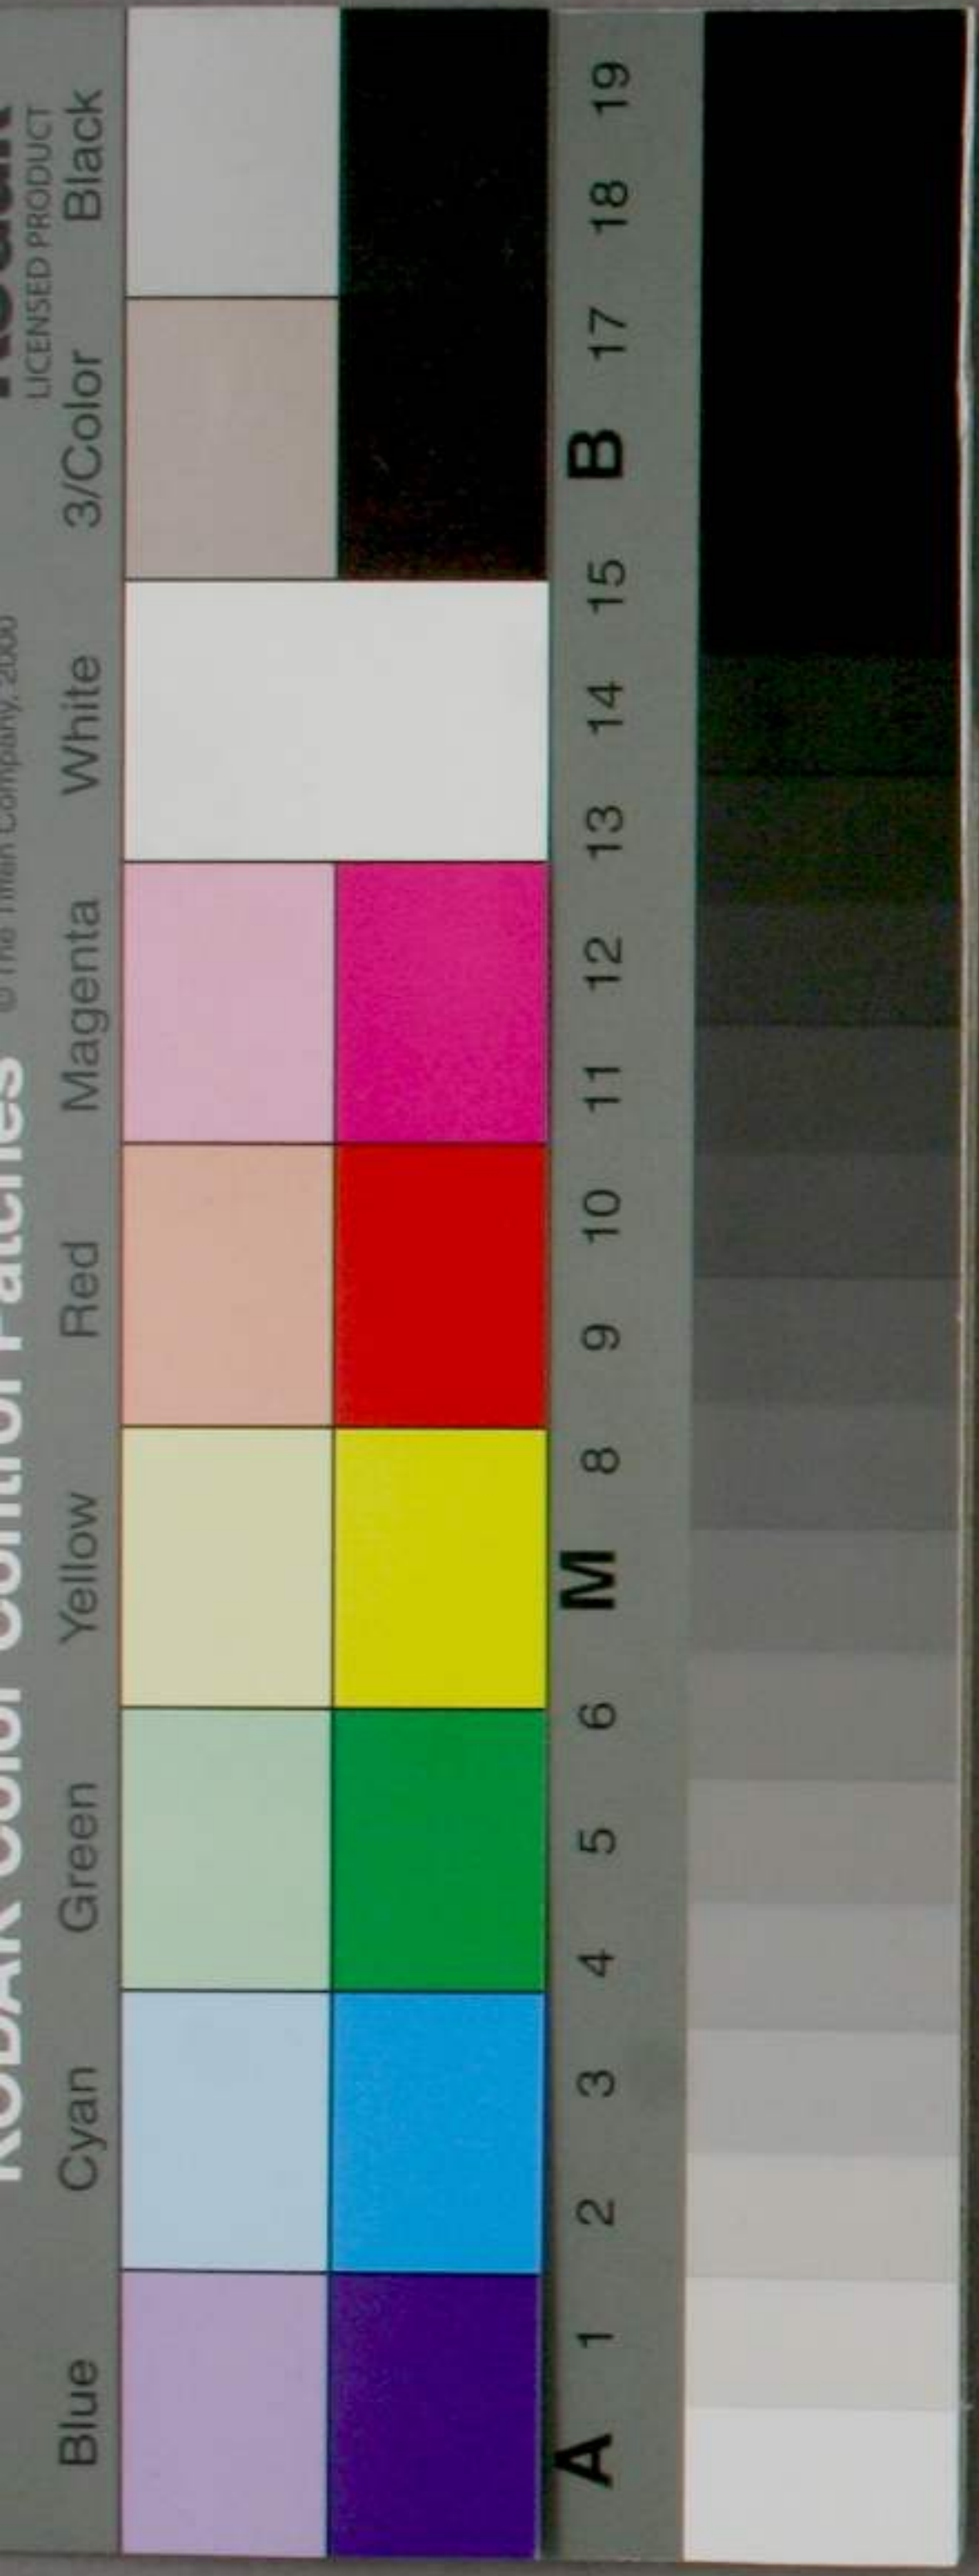 LICENSED PRODUCT
KODAK Color Control Patches © The Tiffen Company, 2000
Blue Cyan Green Yellow Red Magenta White 3/Color Black
A 1 2 3 4 5 6 M 8 9 10 11 12 13 14 15 B 17 18 19